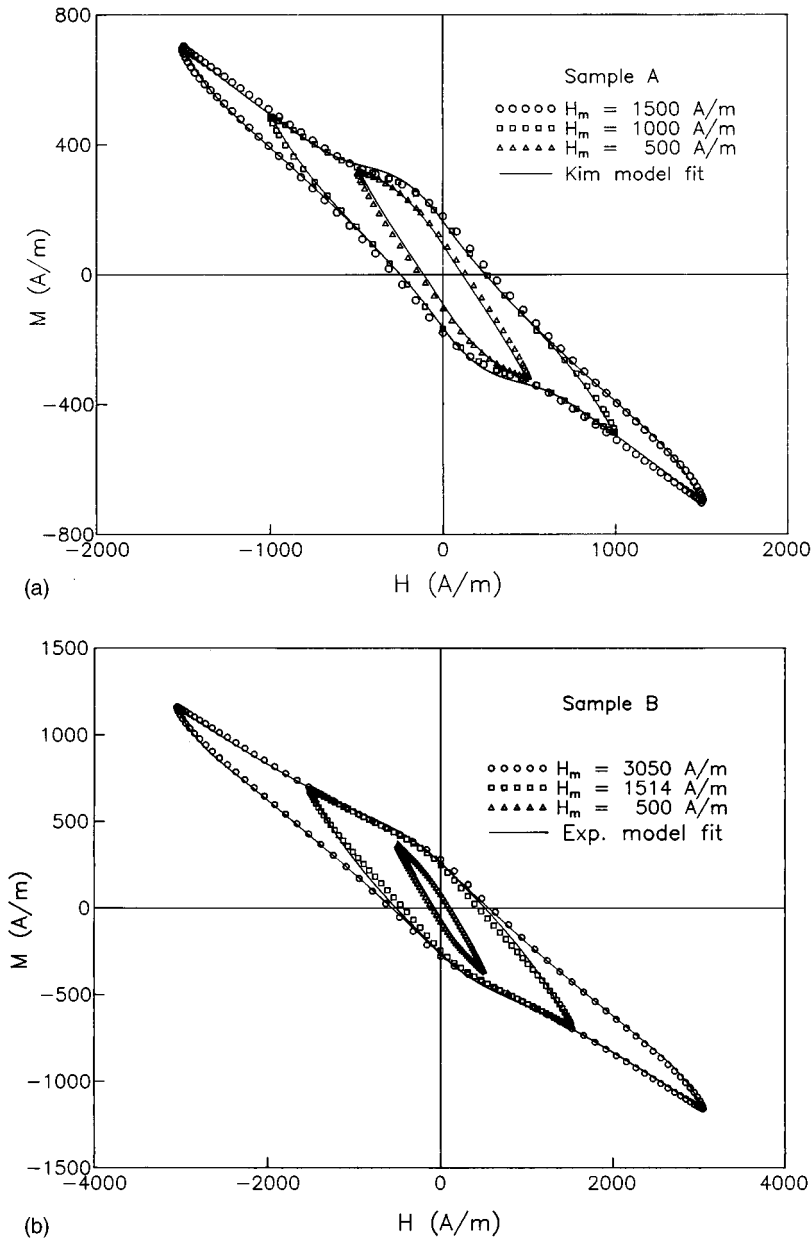 800
400
0
−400
−800
M (A/m)
Sample A
Hm = 1500 A/m
Hm = 1000 A/m
Hm = 500 A/m
Kim model fit
−2000
−1000
0
1000
2000
H (A/m)
(a)
1500
1000
500
0
−500
−1000
−1500
M (A/m)
Sample B
Hm = 3050 A/m
Hm = 1514 A/m
Hm = 500 A/m
Exp. model fit
−4000
−2000
0
2000
4000
H (A/m)
(b)